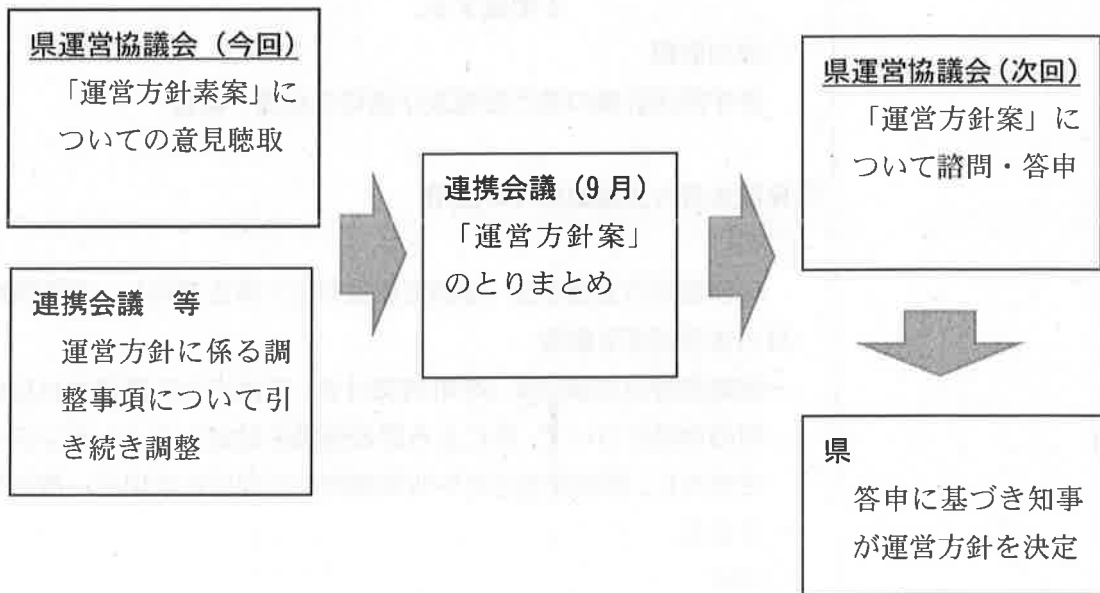 県運営協議会（今回）
「運営方針素案」に
ついての意見聴取
連携会議　等
運営方針に係る調
整事項について引
き続き調整
連携会議（9月）
「運営方針案」
のとりまとめ
県運営協議会（次回）
「運営方針案」に
ついて諮問・答申
県
答申に基づき知事
が運営方針を決定